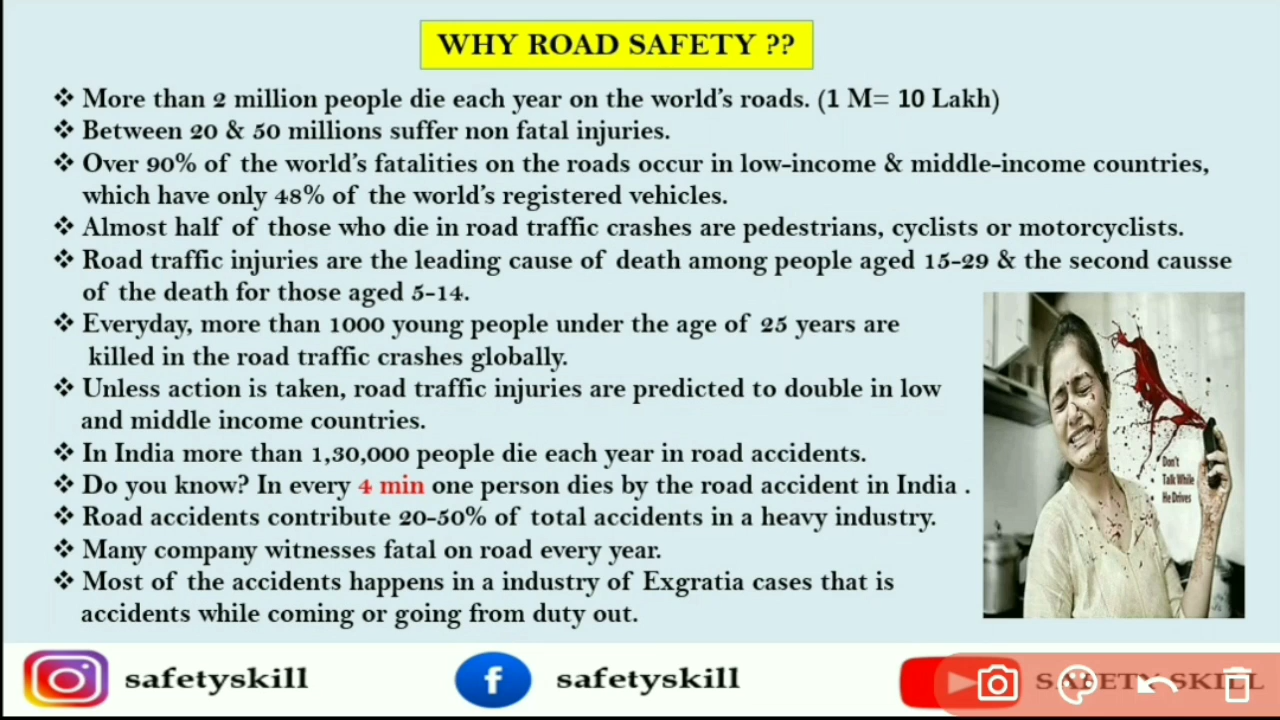 WHY ROAD SAFETY ??
❖ More than 2 million people die each year on the world's roads. (1 M= 10 Lakh)
❖ Between 20 & 50 millions suffer non fatal injuries.
❖ Over 90% of the world's fatalities on the roads occur in low-income & middle-income countries,
which have only 48% of the world's registered vehicles.
❖ Almost half of those who die in road traffic crashes are pedestrians, cyclists or motorcyclists.
❖ Road traffic injuries are the leading cause of death among people aged 15-29 & the second causse
of the death for those aged 5-14.
❖ Everyday, more than 1000 young people under the age of 25 years are
killed in the road traffic crashes globally.
❖ Unless action is taken, road traffic injuries are predicted to double in low
and middle income countries.
❖ In India more than 1,30,000 people die each year in road accidents.
❖ Do you know? In every 4 min one person dies by the road accident in India .
❖ Road accidents contribute 20-50% of total accidents in a heavy industry.
❖ Many company witnesses fatal on road every year.
❖ Most of the accidents happens in a industry of Exgratia cases that is
accidents while coming or going from duty out.
Don't
Talk While
He Drives
safetyskill
safetyskill
SAFETY SKILL